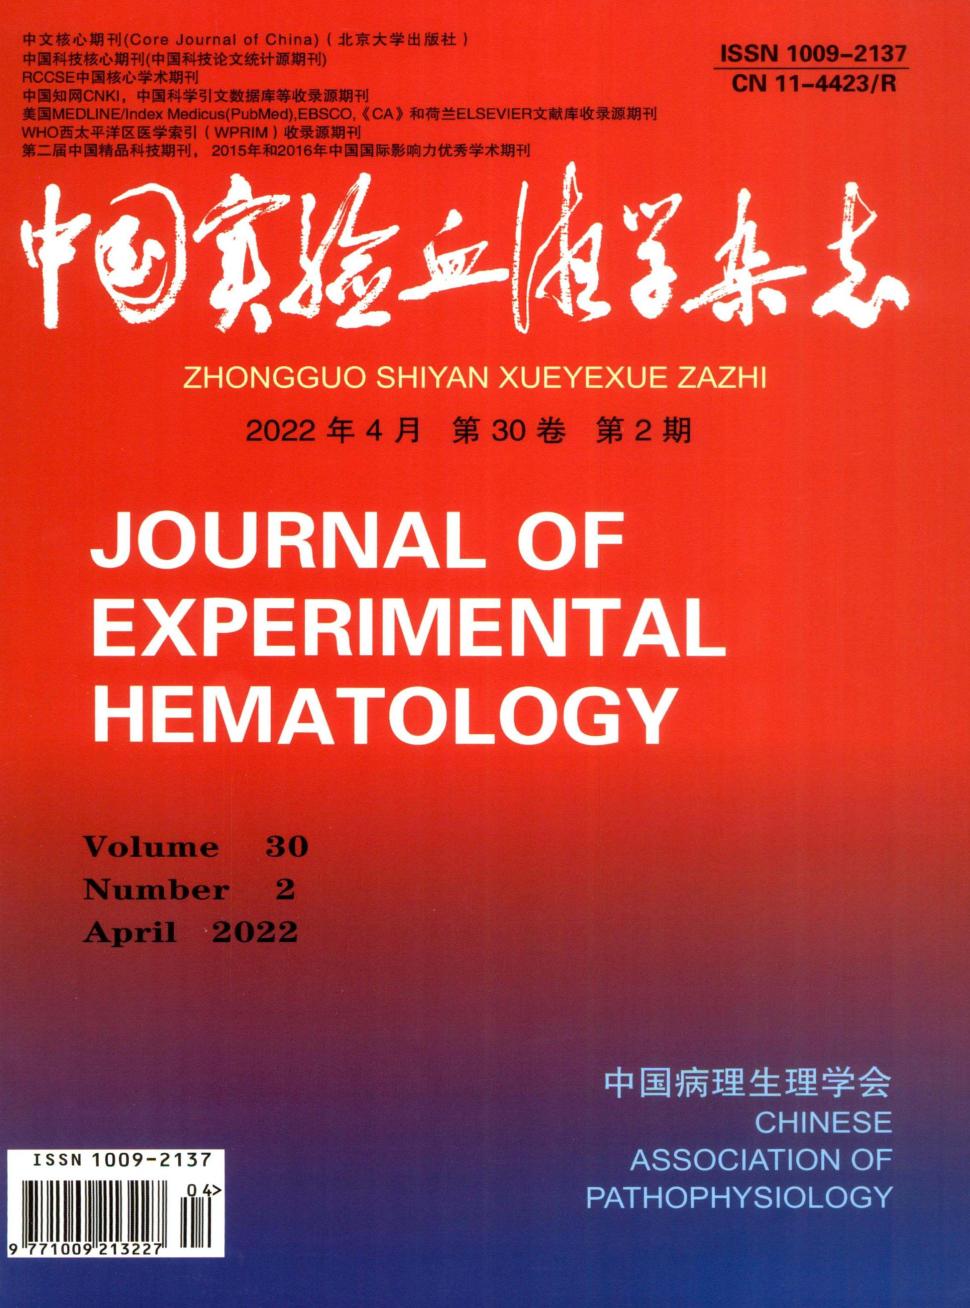 中文核心期刊(Core Journal of China)(北京大学出版社)
中国科技核心期刊(中国科技论文统计源期刊)
RCCSE中国核心学术期刊
中国知网CNKI，中国科学引文数据库等收录源期刊
美国MEDLINE/Index Medicus(PubMed),EBSCO,《CA》和荷兰ELSEVIER文献库收录源期刊
WHO西太平洋区医学索引(WPRIM)收录源期刊
第二届中国精品科技期刊，2015年和2016年中国国际影响力优秀学术期刊
ISSN 1009-2137
CN 11-4423/R
中国实验血液学杂志
ZHONGGUO SHIYAN XUEYEXUE ZAZHI
2022 年 4 月 第 30 卷 第 2 期
JOURNAL OF
EXPERIMENTAL
HEMATOLOGY
Volume 30
Number 2
April 2022
中国病理生理学会
CHINESE
ASSOCIATION OF
PATHOPHYSIOLOGY
ISSN 1009-2137
04>
9 771009 213227